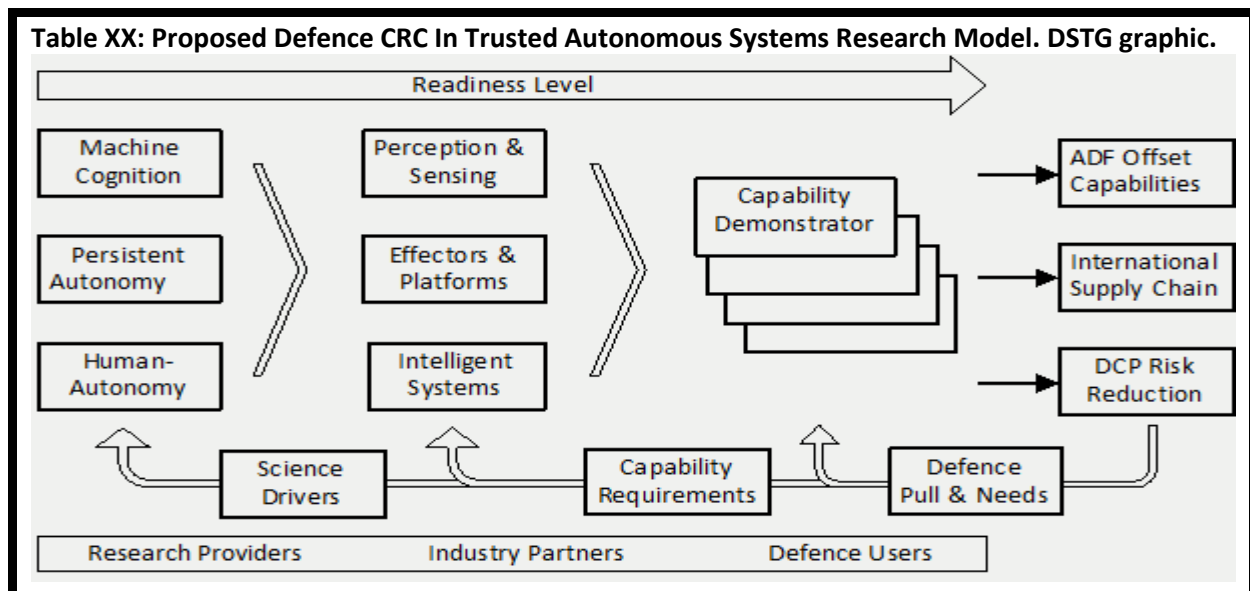 Table XX: Proposed Defence CRC In Trusted Autonomous Systems Research Model. DSTG graphic.
Readiness Level
Machine
Cognition
Perception &
Sensing
Capability
Demonstrator
ADF Offset
Capabilities
Persistent
Autonomy
Effectors &
Platforms
International
Supply Chain
Human-
Autonomy
Intelligent
Systems
DCP Risk
Reduction
Science
Drivers
Capability
Requirements
Defence
Pull & Needs
Research Providers
Industry Partners
Defence Users